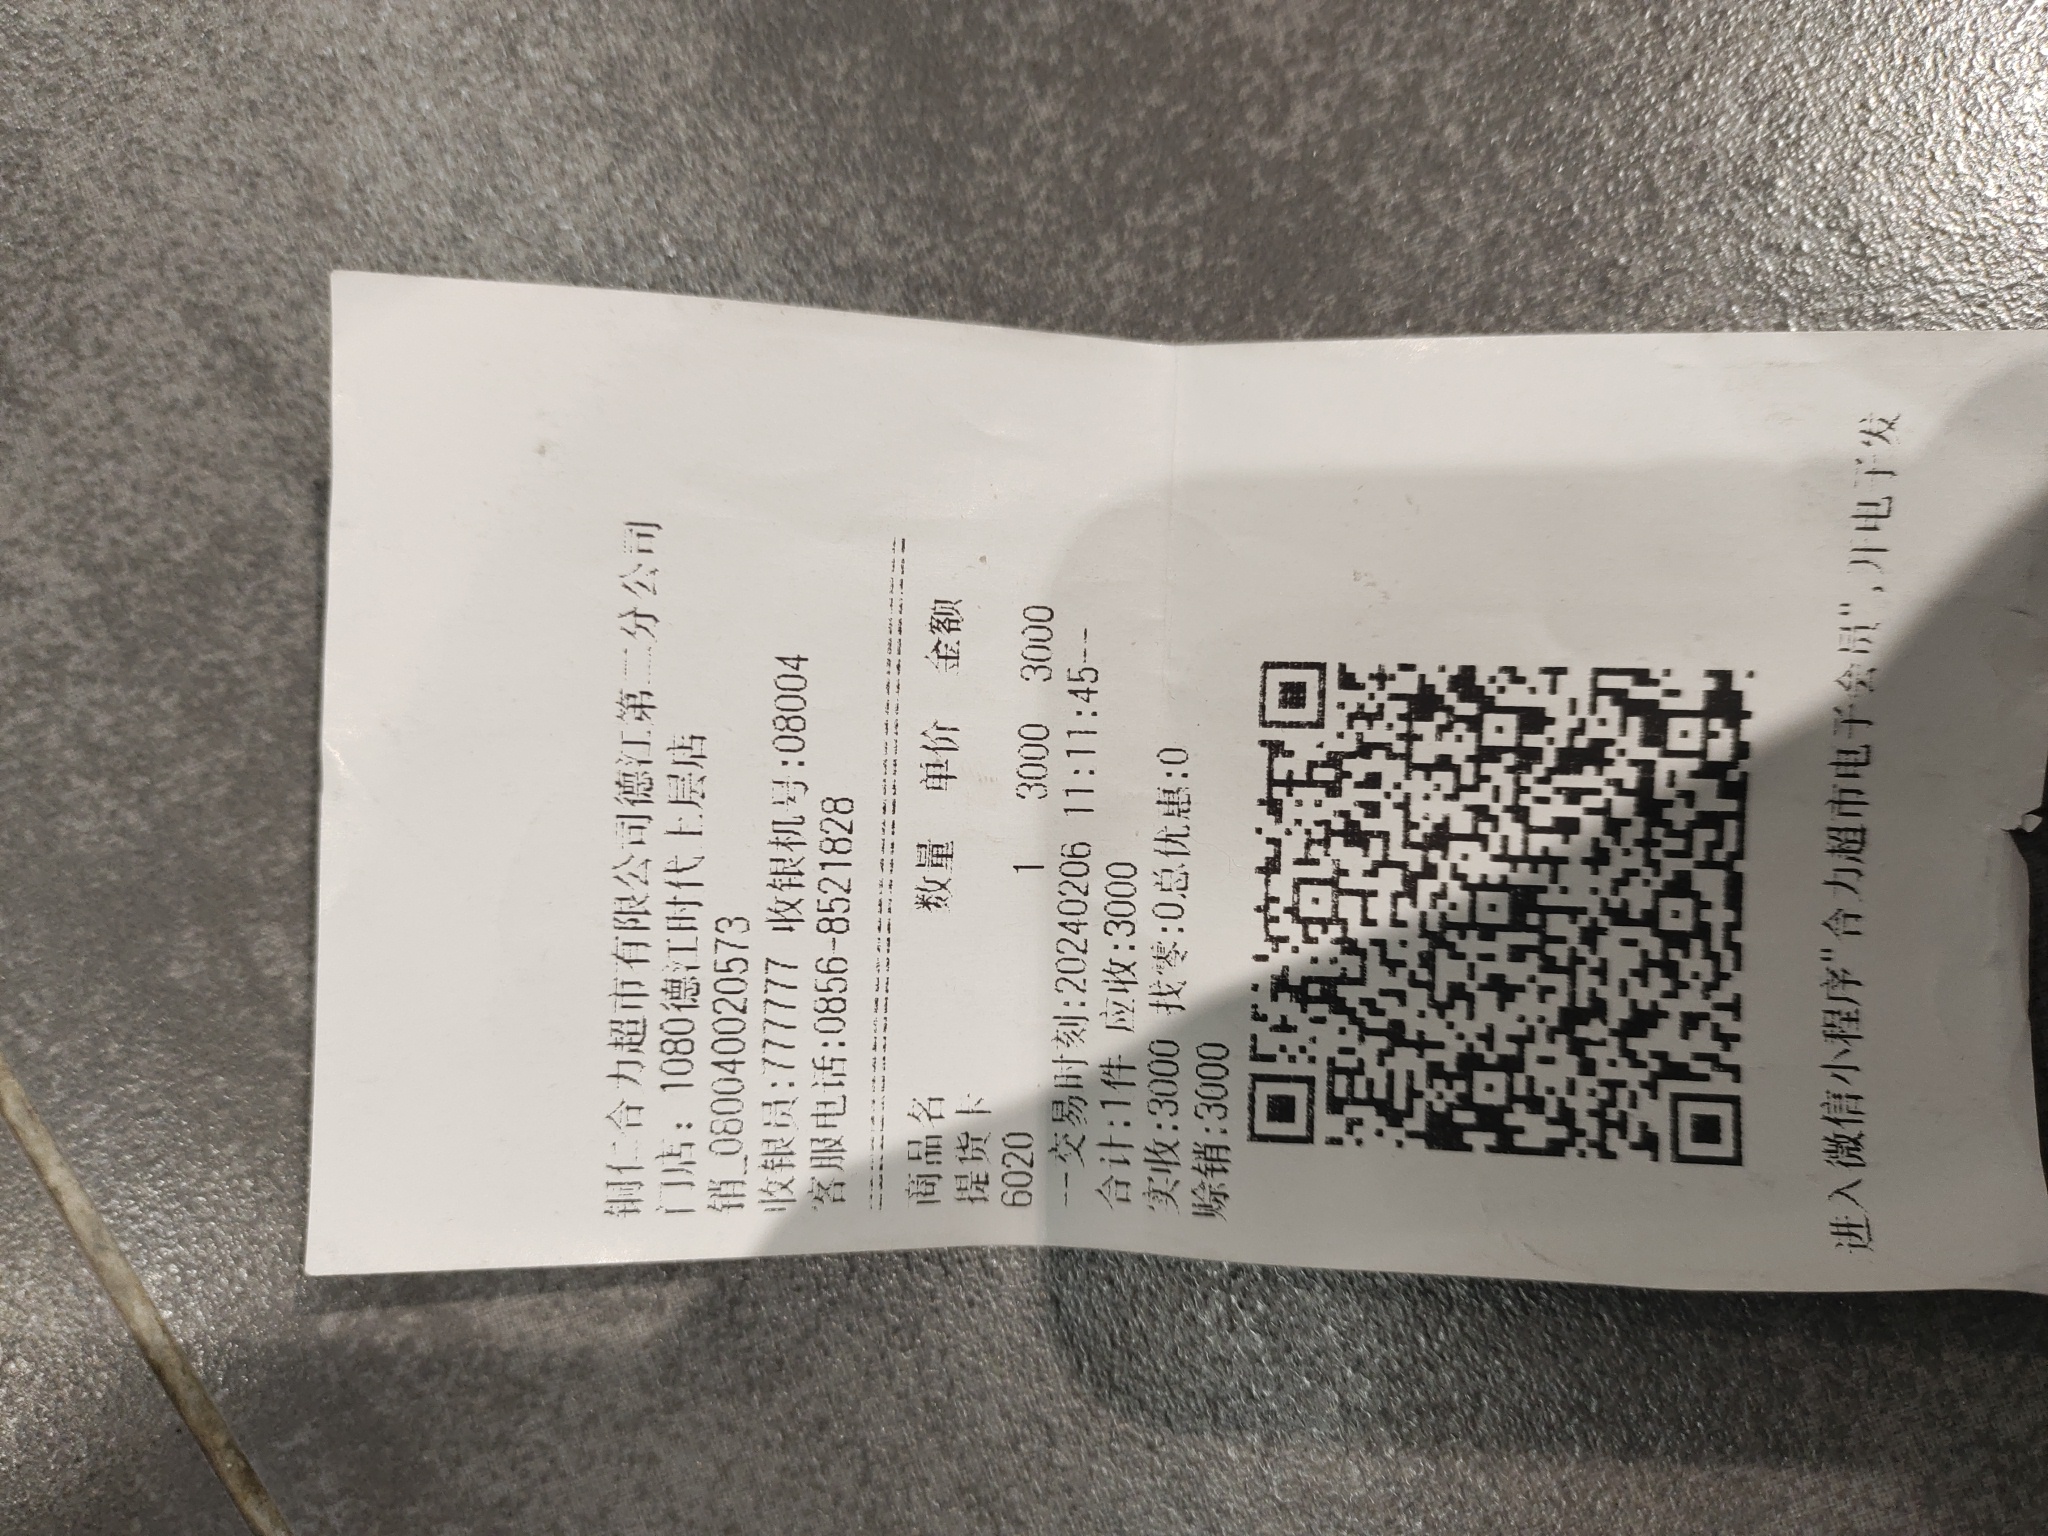 铜仁合力超市有限公司德江第二分公司
门店: 1080德江时代上层店
销_080040020573
收银员:777777 收银机号:08004
客服电话:0856-8521828
商品名 数量 单价 金额
提货卡
6020 1 3000 3000
--交易时刻:20240206 11:11:45--
合计:1件 应收:3000
实收:3000 找零:0总优惠:0
赊销:3000
进入微信小程序"合力超市电子会员",开电子发